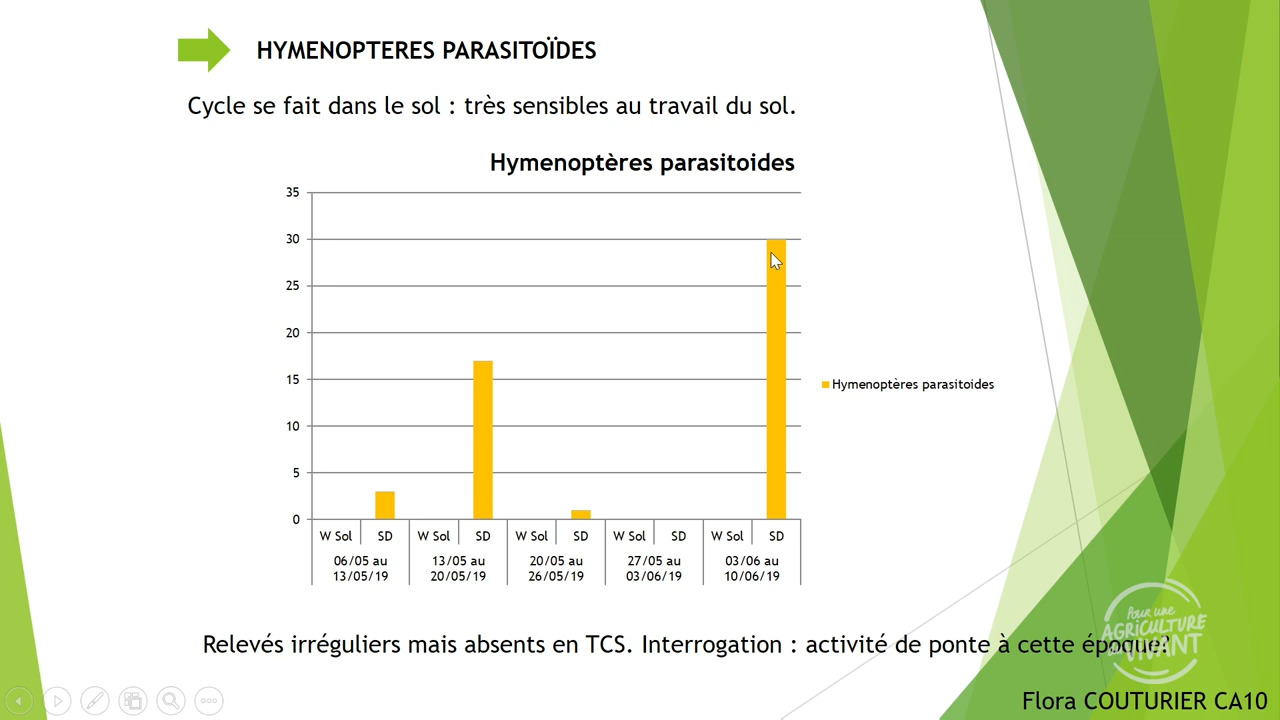 HYMENOPTERES PARASITOÏDES
Cycle se fait dans le sol : très sensibles au travail du sol.
Hymenoptères parasitoides
35
30
25
20
15
10
5
0
Hymenoptères parasitoides
W Sol SD W Sol SD W Sol SD W Sol SD W Sol SD
06/05 au 13/05 au 20/05 au 27/05 au 03/06 au
13/05/19 20/05/19 26/05/19 03/06/19 10/06/19
Relevés irréguliers mais absents en TCS. Interrogation : activité de ponte à cette époque?
Pour une
AGRICULTURE
du VIVANT
Flora COUTURIER CA10